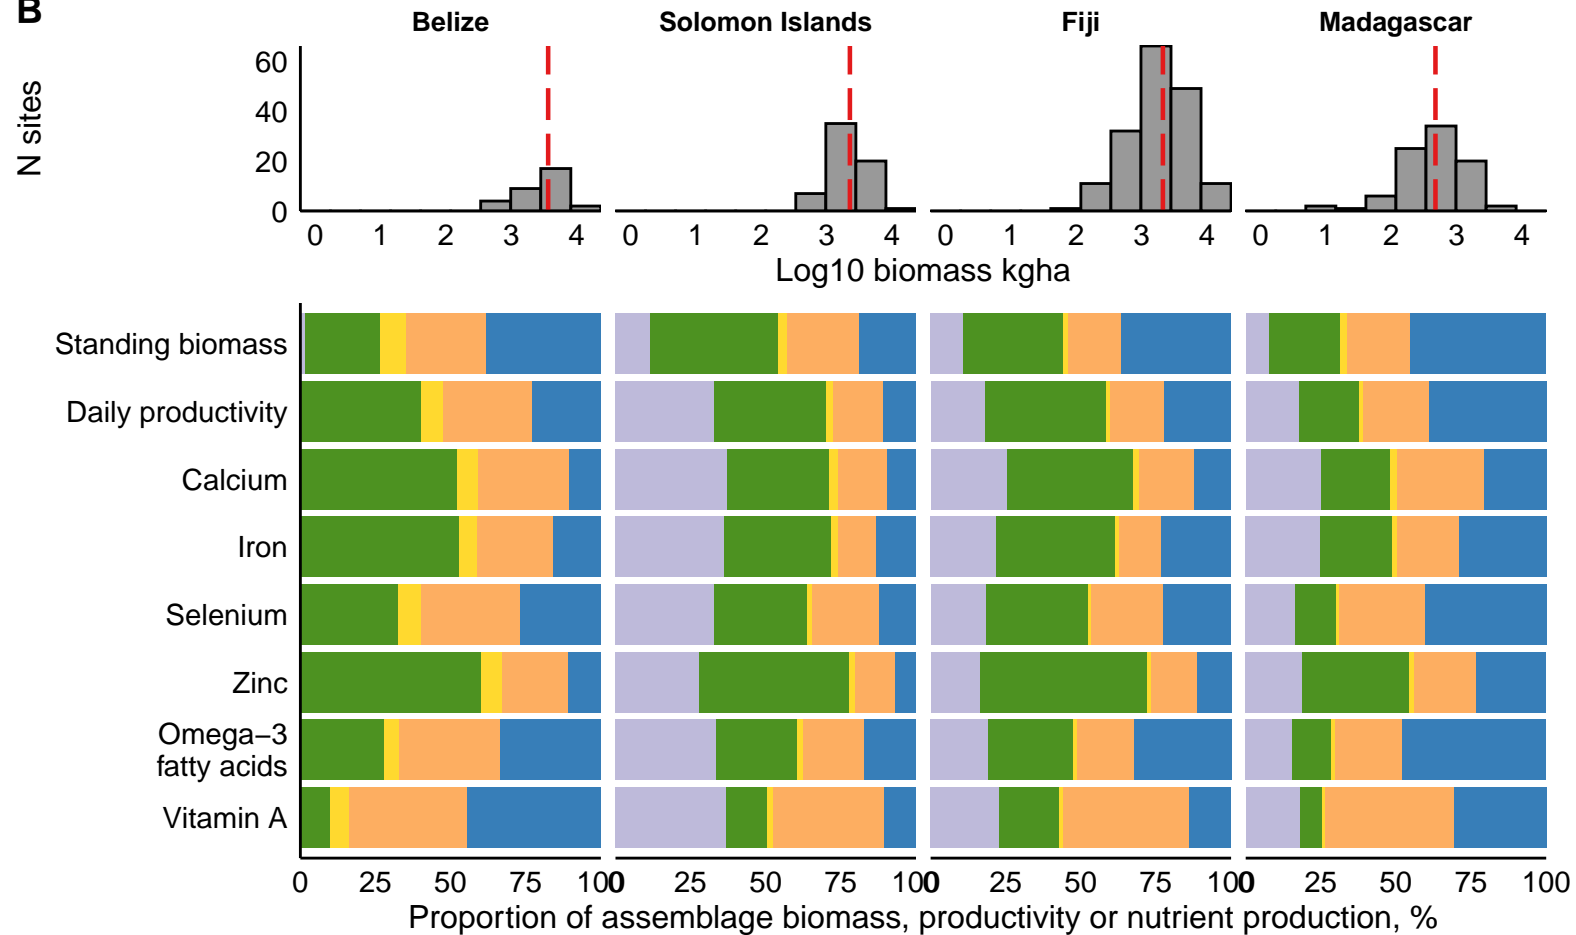 B
Belize Solomon Islands Fiji Madagascar
N sites
60
40
20
0
0 1 2 3 4 0 1 2 3 4 0 1 2 3 4 0 1 2 3 4
Log10 biomass kgha
Standing biomass
Daily productivity
Calcium
Iron
Selenium
Zinc
Omega−3
fatty acids
Vitamin A
0 25 50 75 100 0 25 50 75 100 0 25 50 75 100 0 25 50 75 100
Proportion of assemblage biomass, productivity or nutrient production, %